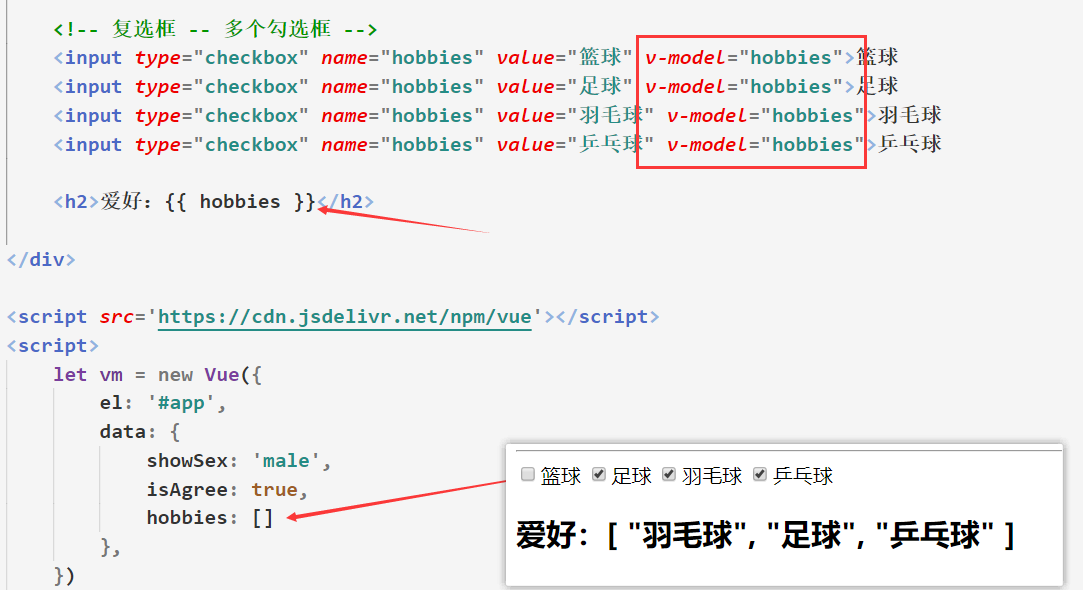 <!-- 复选框 -- 多个勾选框 -->
<input type="checkbox" name="hobbies" value="篮球" v-model="hobbies">篮球
<input type="checkbox" name="hobbies" value="足球" v-model="hobbies">足球
<input type="checkbox" name="hobbies" value="羽毛球" v-model="hobbies">羽毛球
<input type="checkbox" name="hobbies" value="乒乓球" v-model="hobbies">乒乓球
<h2>爱好：{{ hobbies }}</h2>
</div>
<script src='https://cdn.jsdelivr.net/npm/vue'></script>
<script>
let vm = new Vue({
el: '#app',
data: {
showSex: 'male',
isAgree: true,
hobbies: []
},
})
篮球 足球 羽毛球 乒乓球
爱好：[ "羽毛球", "足球", "乒乓球" ]